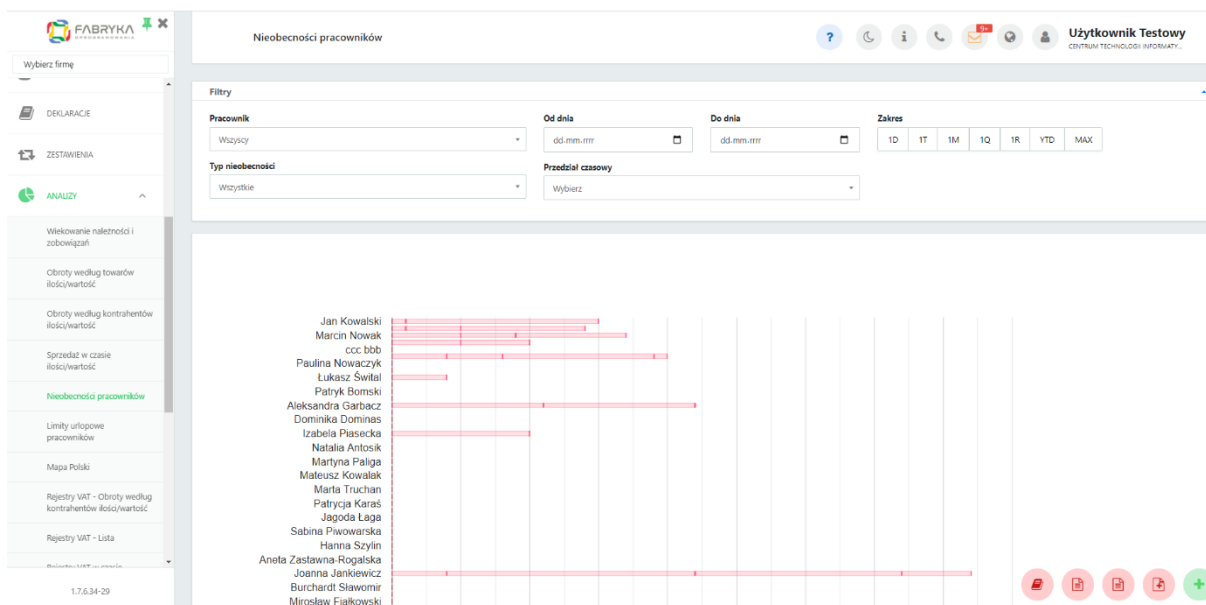 FABRYKA
OPROGRAMOWANIA
Wybierz firmę
DEKLARACJE
ZESTAWIENIA
ANALIZY
Wiekowanie należności i
zobowiązań
Obroty według towarów
ilości/wartość
Obroty według kontrahentów
ilości/wartość
Sprzedaż w czasie
ilości/wartość
Nieobecności pracowników
Limity urlopowe
pracowników
Mapa Polski
Rejestry VAT - Obroty według
kontrahentów ilości/wartość
Rejestry VAT - Lista
Rejestry VAT w czasie
1.7.6.34-29
Nieobecności pracowników
?
i
9+
Użytkownik Testowy
CENTRUM TECHNOLOGII INFORMATY...
Filtry
Pracownik
Wszyscy
Od dnia
dd-mm-rrrr
Do dnia
dd-mm-rrrr
Zakres
1D 1T 1M 1Q 1R YTD MAX
Typ nieobecności
Wszystkie
Przedział czasowy
Wybierz
Jan Kowalski
Marcin Nowak
ccc bbb
Paulina Nowaczyk
Łukasz Śwital
Patryk Bomski
Aleksandra Garbacz
Dominika Dominas
Izabela Piasecka
Natalia Antosik
Martyna Paliga
Mateusz Kowalak
Marta Truchan
Patrycja Karaś
Jagoda Łaga
Sabina Piwowarska
Hanna Szylin
Aneta Zastawna-Rogalska
Joanna Jankiewicz
Burchardt Sławomir
Mirosław Fiałkowski